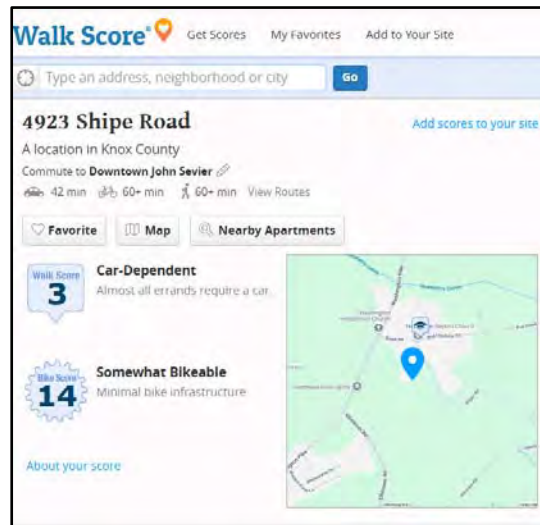 Walk Score® Get Scores My Favorites Add to Your Site
Type an address, neighborhood or city Go
4923 Shipe Road
Add scores to your site
A location in Knox County
Commute to Downtown John Sevier
42 min 60+ min 60+ min View Routes
Favorite Map Nearby Apartments
Walk Score
3
Car-Dependent
Almost all errands require a car.
Bike Score
14
Somewhat Bikeable
Minimal bike infrastructure
About your score